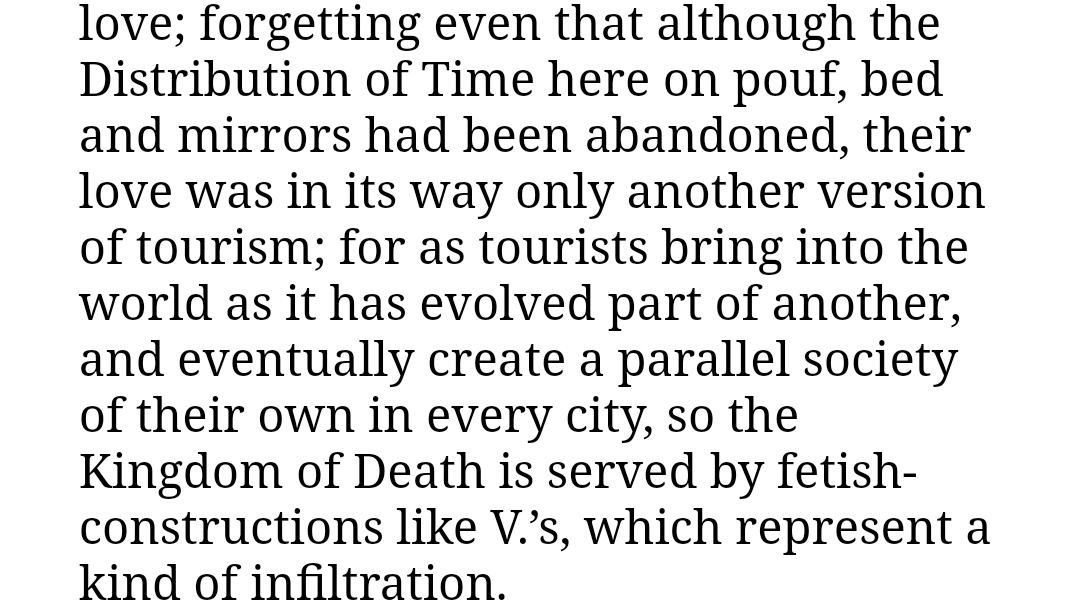 love; forgetting even that although the
Distribution of Time here on pouf, bed
and mirrors had been abandoned, their
love was in its way only another version
of tourism; for as tourists bring into the
world as it has evolved part of another,
and eventually create a parallel society
of their own in every city, so the
Kingdom of Death is served by fetish-
constructions like V.’s, which represent a
kind of infiltration.